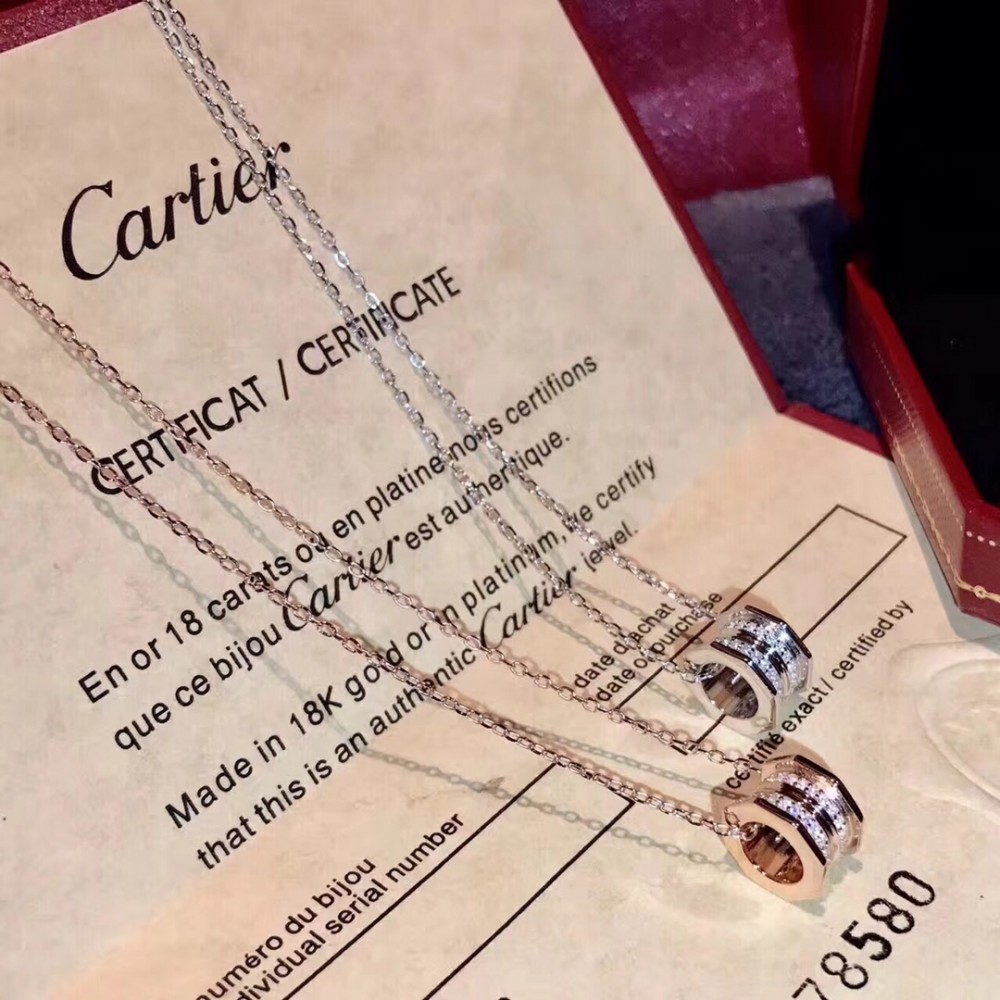 Cartier
CERTIFICAT / CERTIFICATE
En or 18 carats ou en platine nous certifions
que ce bijou Cartier est authentique.
Made in 18K gold or in platinum, we certify
that this is an authentic Cartier jewel.
date d'achat
date of purchase
certifié exact / certified by
numéro du bijou
individual serial number
78580